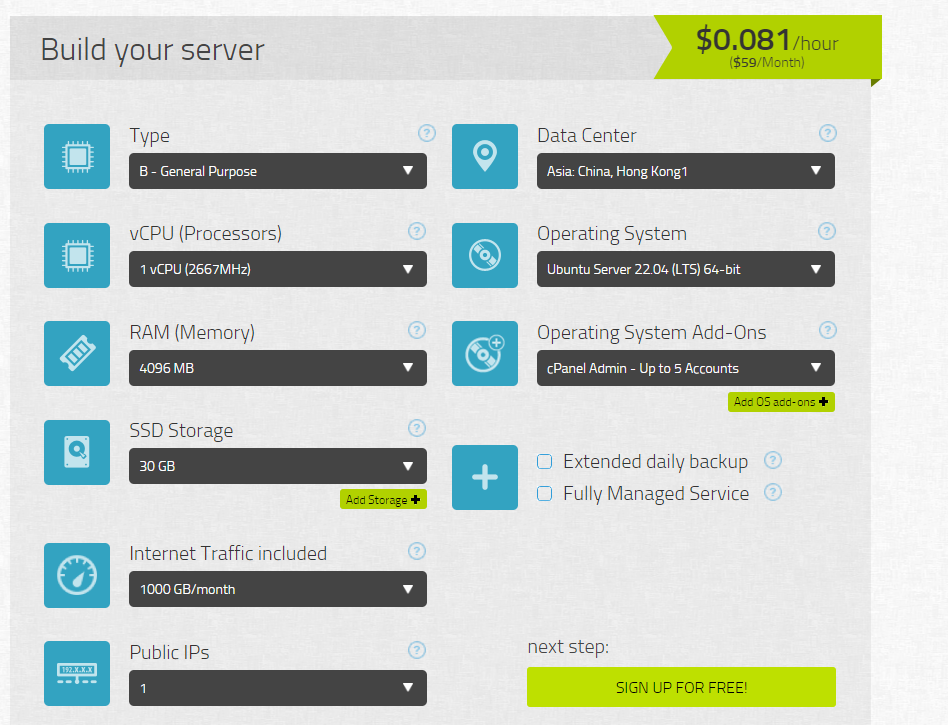 Build your server
$0.081/hour
($59/Month)
Type
?
B - General Purpose
Data Center
?
Asia: China, Hong Kong1
vCPU (Processors)
?
1 vCPU (2667MHz)
Operating System
?
Ubuntu Server 22.04 (LTS) 64-bit
RAM (Memory)
?
4096 MB
Operating System Add-Ons
?
cPanel Admin - Up to 5 Accounts
Add OS add-ons
SSD Storage
?
30 GB
Add Storage
Extended daily backup
?
Fully Managed Service
?
Internet Traffic included
?
1000 GB/month
192.X.X.X
Public IPs
?
1
next step:
SIGN UP FOR FREE!